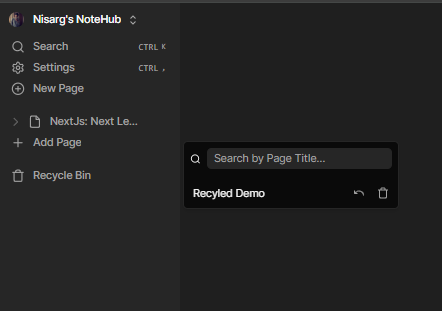 Nisarg's NoteHub
Search CTRL K
Settings CTRL ,
New Page
NextJs: Next Le...
Add Page
Recycle Bin
Search by Page Title...
Recyled Demo